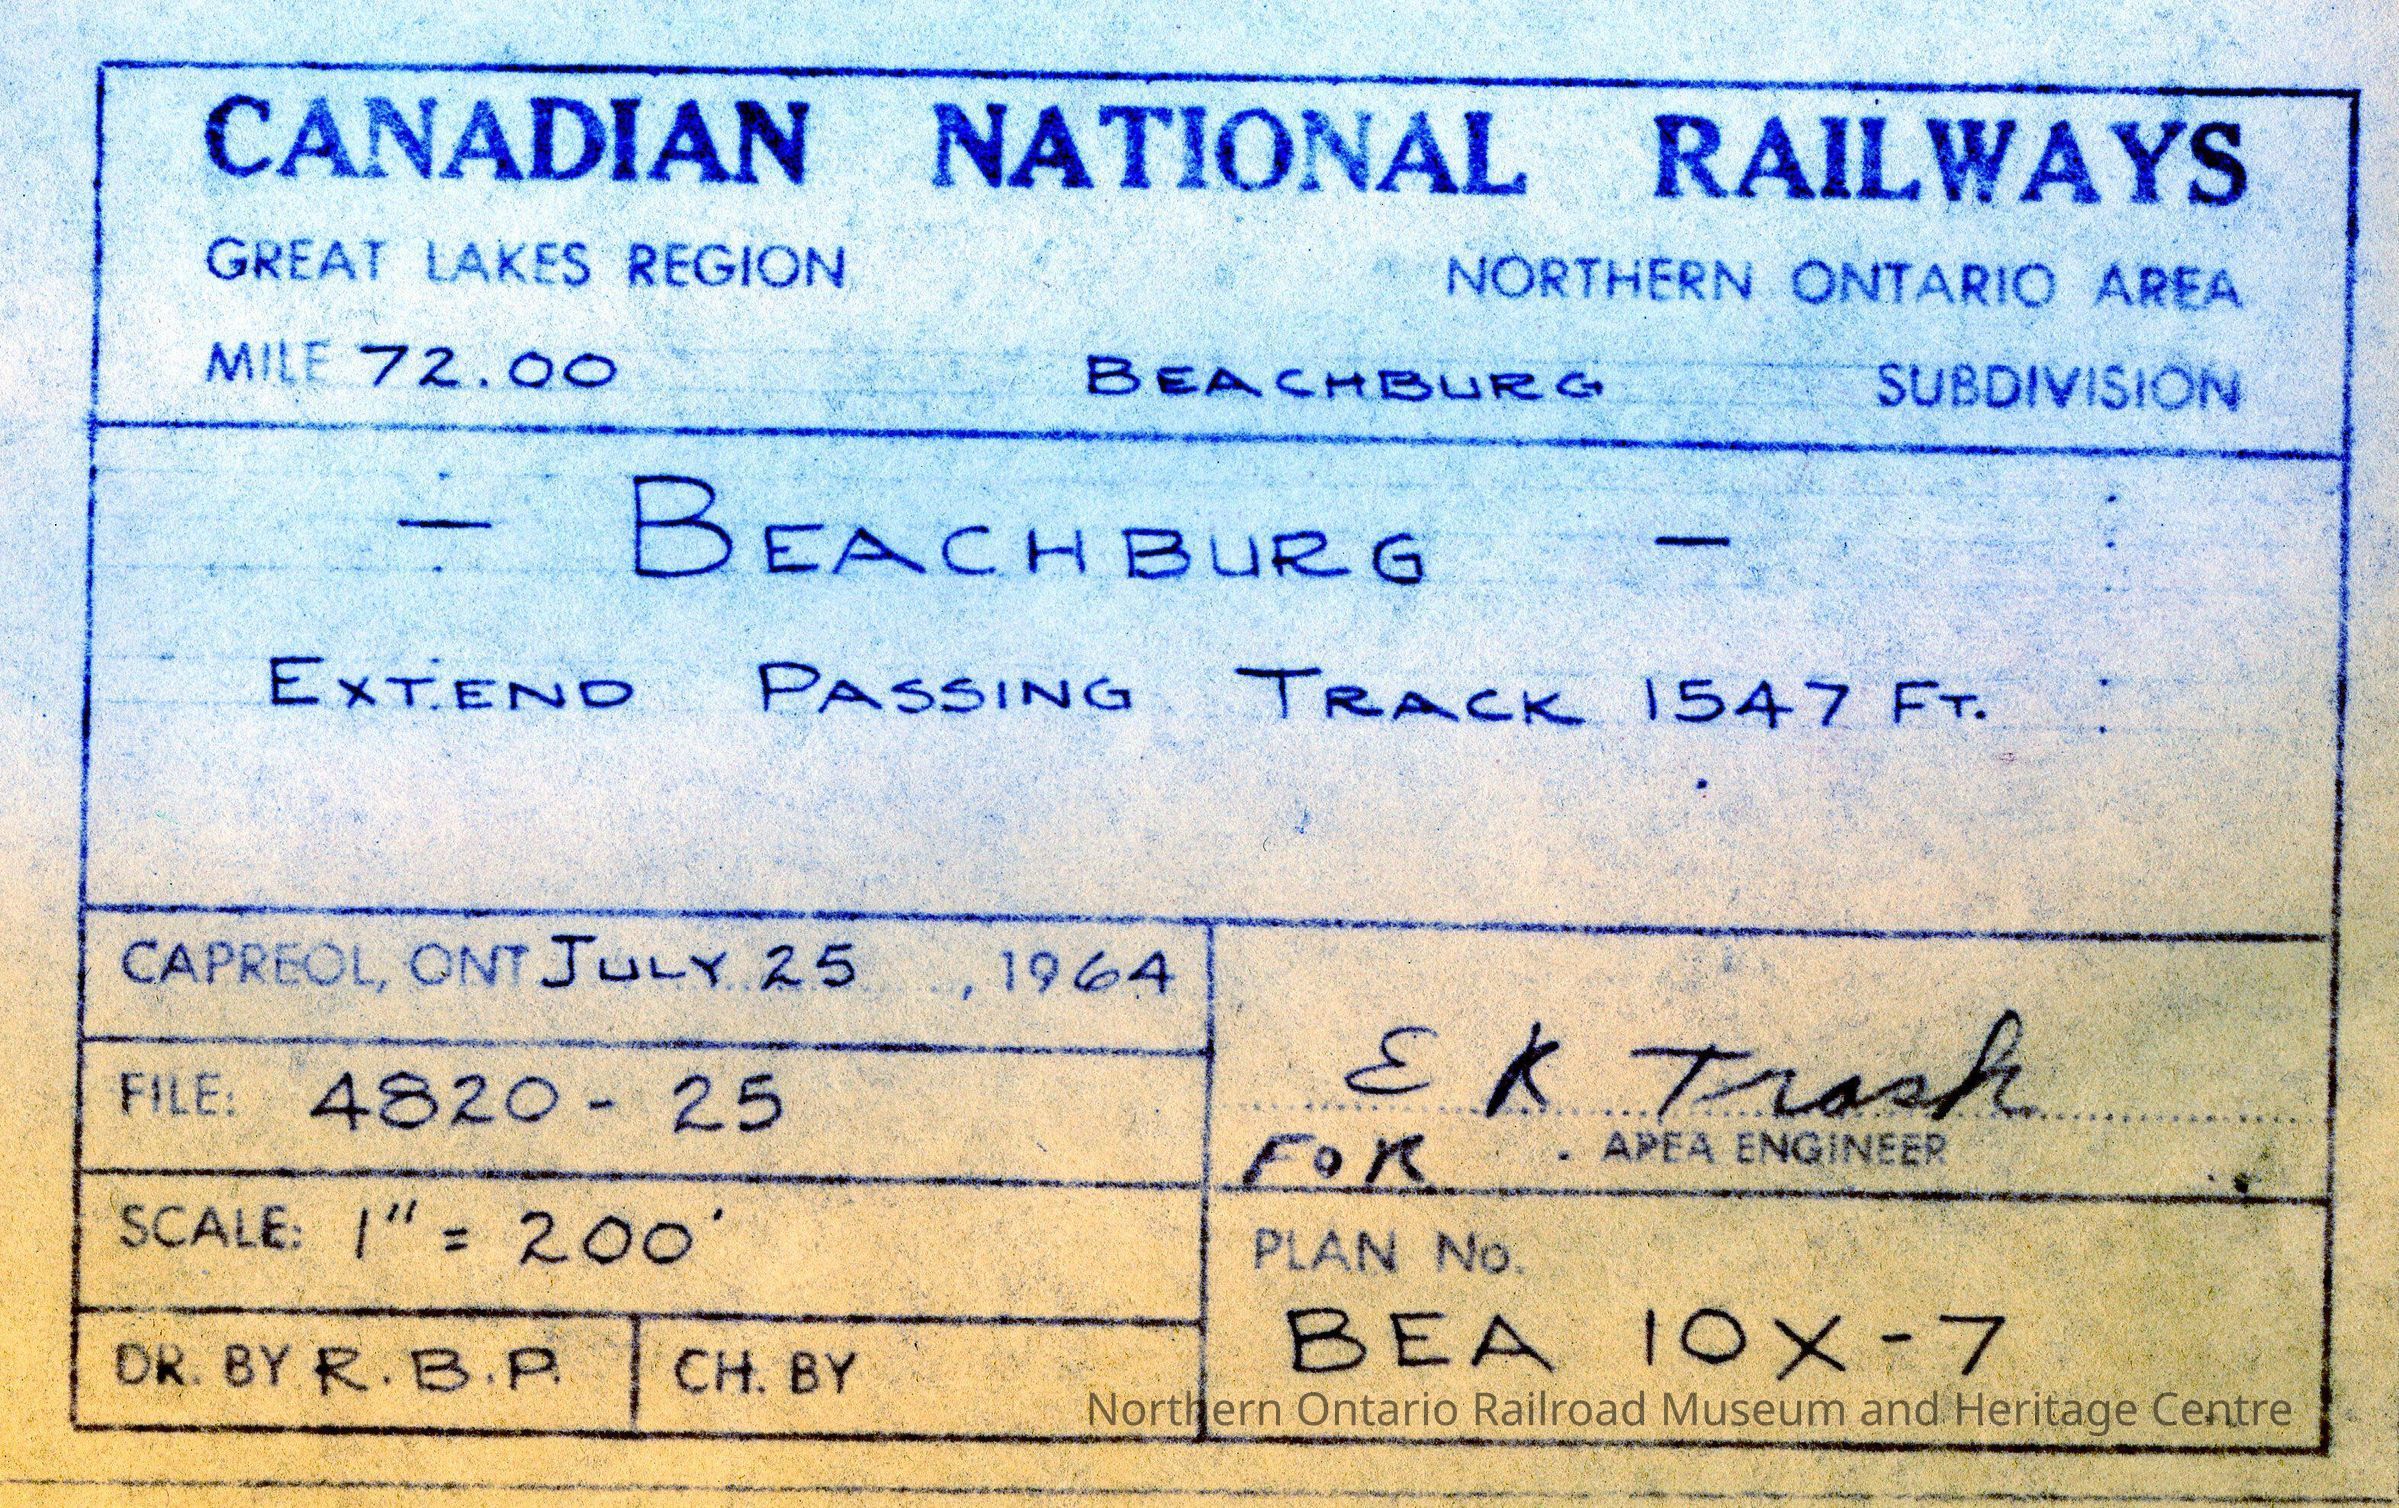 CANADIAN NATIONAL RAILWAYS
GREAT LAKES REGION NORTHERN ONTARIO AREA
MILE 72.00 BEACHBURG SUBDIVISION
- BEACHBURG -
EXTEND PASSING TRACK 1547 FT.
CAPREOL, ONT JULY 25, 1964
FILE: 4820-25
SCALE: 1" = 200'
DR. BY R.B.P. CH. BY
E K Trask
FOR AREA ENGINEER
PLAN No.
BEA 10X-7
Northern Ontario Railroad Museum and Heritage Centre